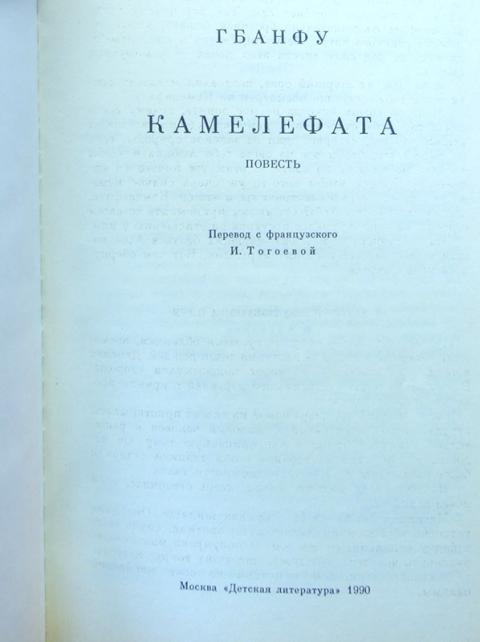 ГБАНФУ
КАМЕЛЕФАТА
ПОВЕСТЬ
Перевод с французского
И. Тогоевой
Москва «Детская литература» 1990